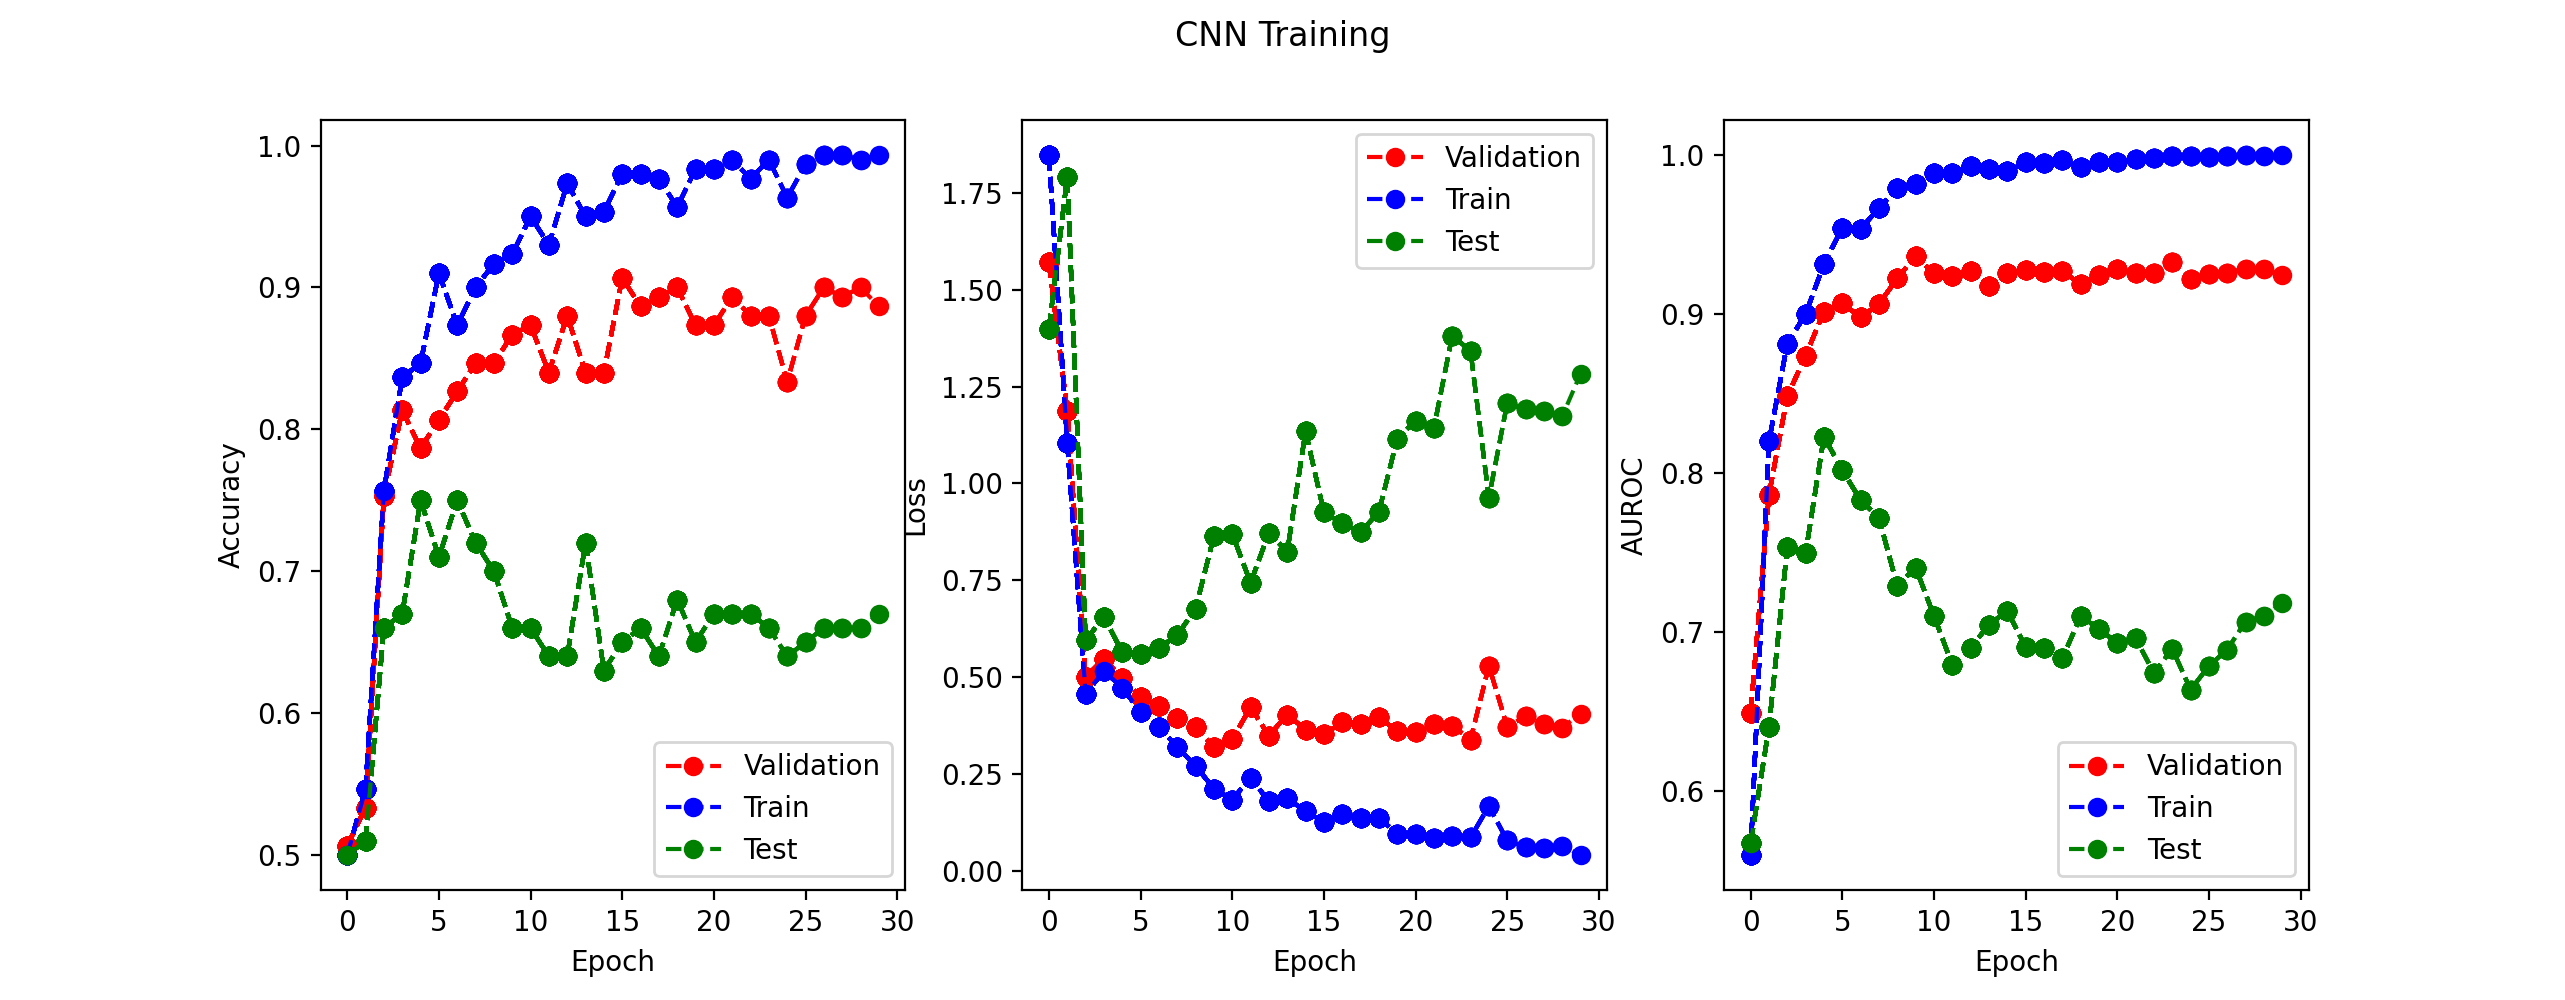 CNN Training
Accuracy
1.0
0.9
0.8
0.7
0.6
0.5
0 5 10 15 20 25 30
Epoch
Validation
Train
Test
Loss
1.75
1.50
1.25
1.00
0.75
0.50
0.25
0.00
0 5 10 15 20 25 30
Epoch
Validation
Train
Test
AUROC
1.0
0.9
0.8
0.7
0.6
0 5 10 15 20 25 30
Epoch
Validation
Train
Test